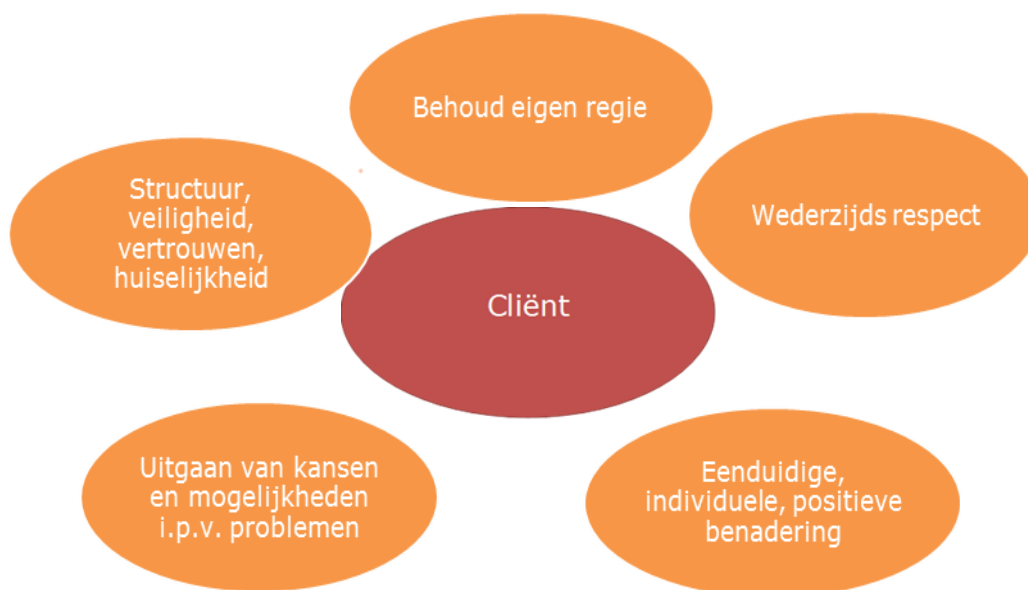 Behoud eigen regie
Structuur,
veiligheid,
vertrouwen,
huiselijkheid
Wederzijds respect
Cliënt
Uitgaan van kansen
en mogelijkheden
i.p.v. problemen
Eenduidige,
individuele, positieve
benadering